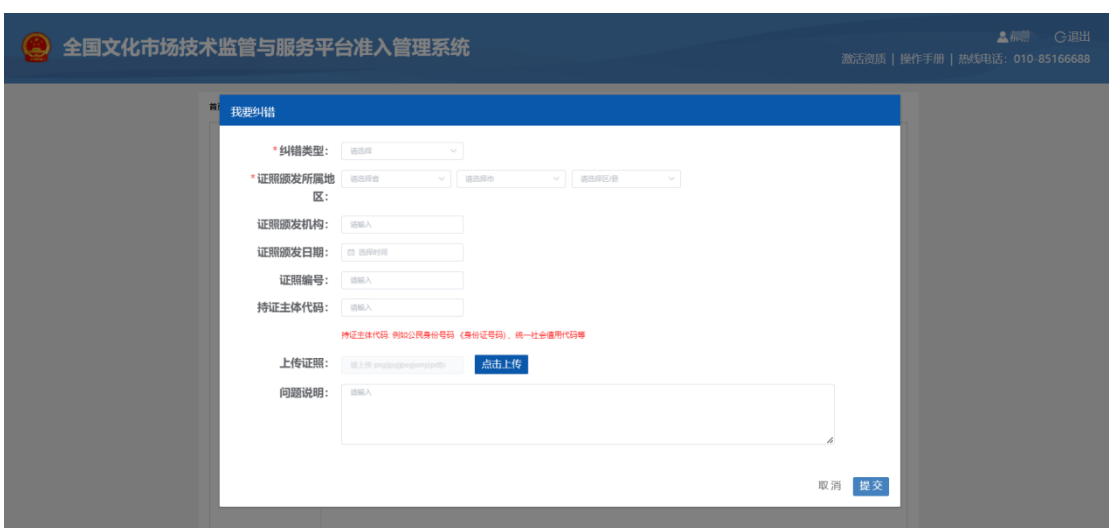 全国文化市场技术监管与服务平台准入管理系统
退出
激活资质 | 操作手册 | 热线电话：010-85166688
我要纠错
*纠错类型： 请选择
*证照颁发所属地区： 请选择省 请选择市 请选择区/县
证照颁发机构： 请输入
证照颁发日期： 选择时间
证照编号： 请输入
持证主体代码： 请输入
持证主体代码: 例如公民身份号码（身份证号码）、统一社会信用代码等
上传证照： 点击上传
问题说明： 请输入
取消 提交